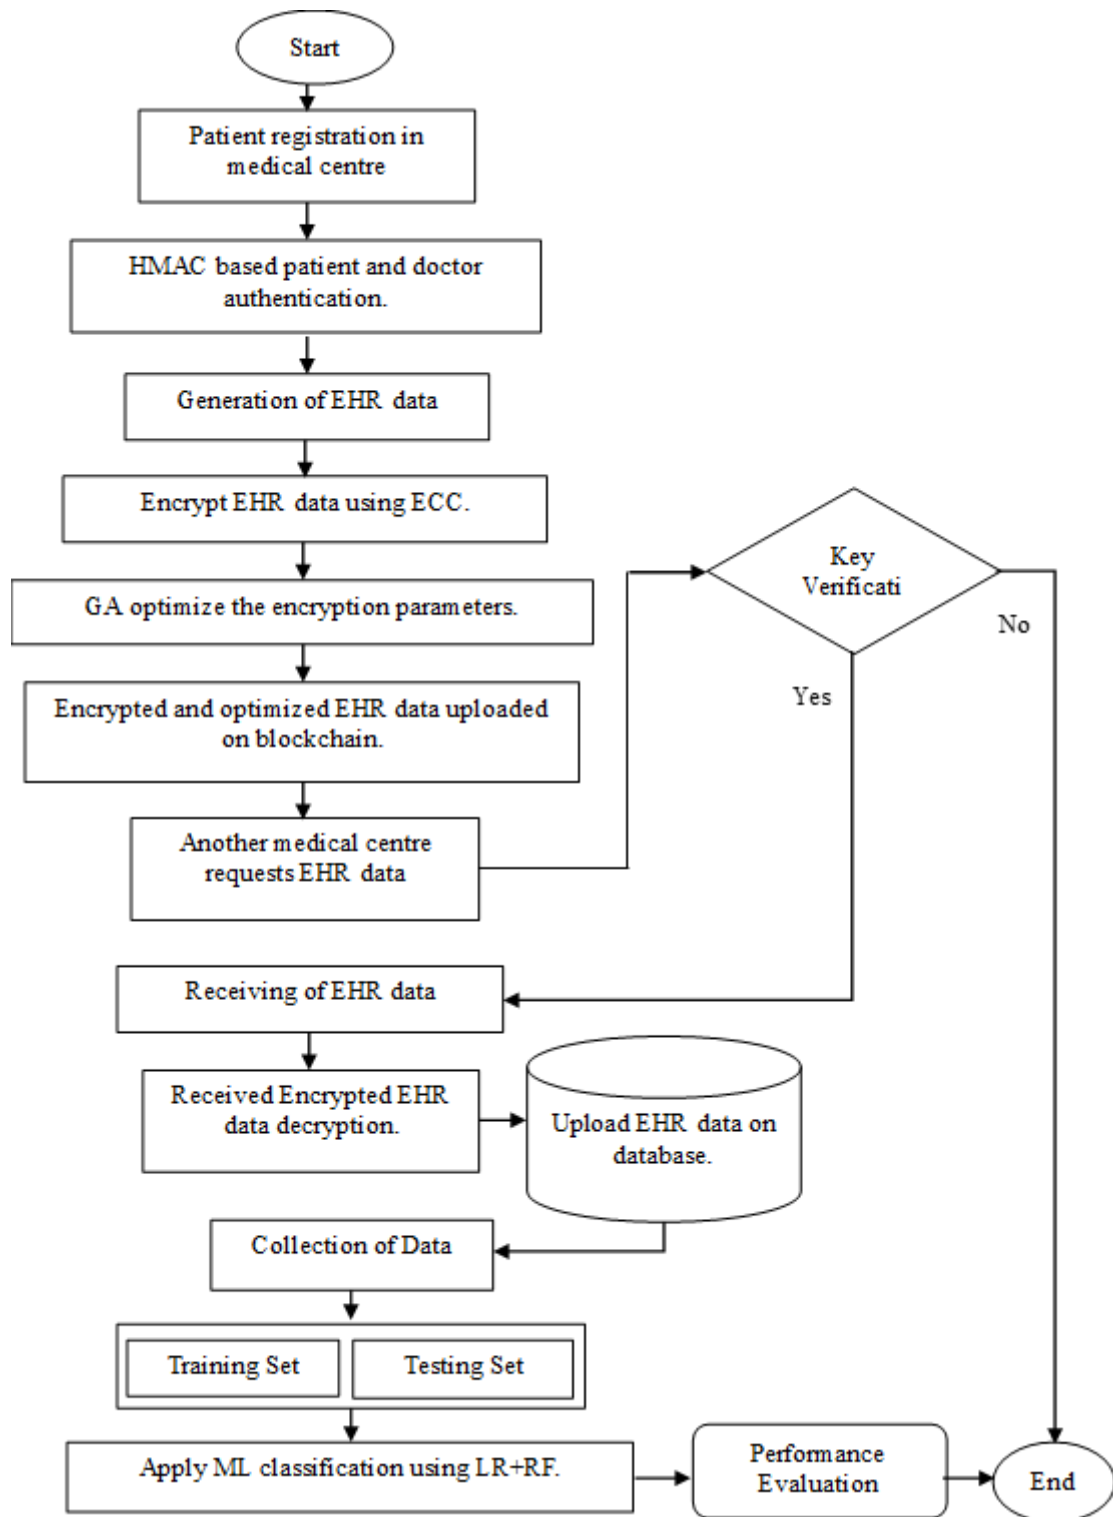 Start
Patient registration in
medical centre
HMAC based patient and doctor
authentication.
Generation of EHR data
Encrypt EHR data using ECC.
GA optimize the encryption parameters.
Encrypted and optimized EHR data uploaded
on blockchain.
Another medical centre
requests EHR data
Key
Verificati
No
Yes
Receiving of EHR data
Received Encrypted EHR
data decryption.
Upload EHR data on
database.
Collection of Data
Training Set
Testing Set
Apply ML classification using LR+RF.
Performance
Evaluation
End